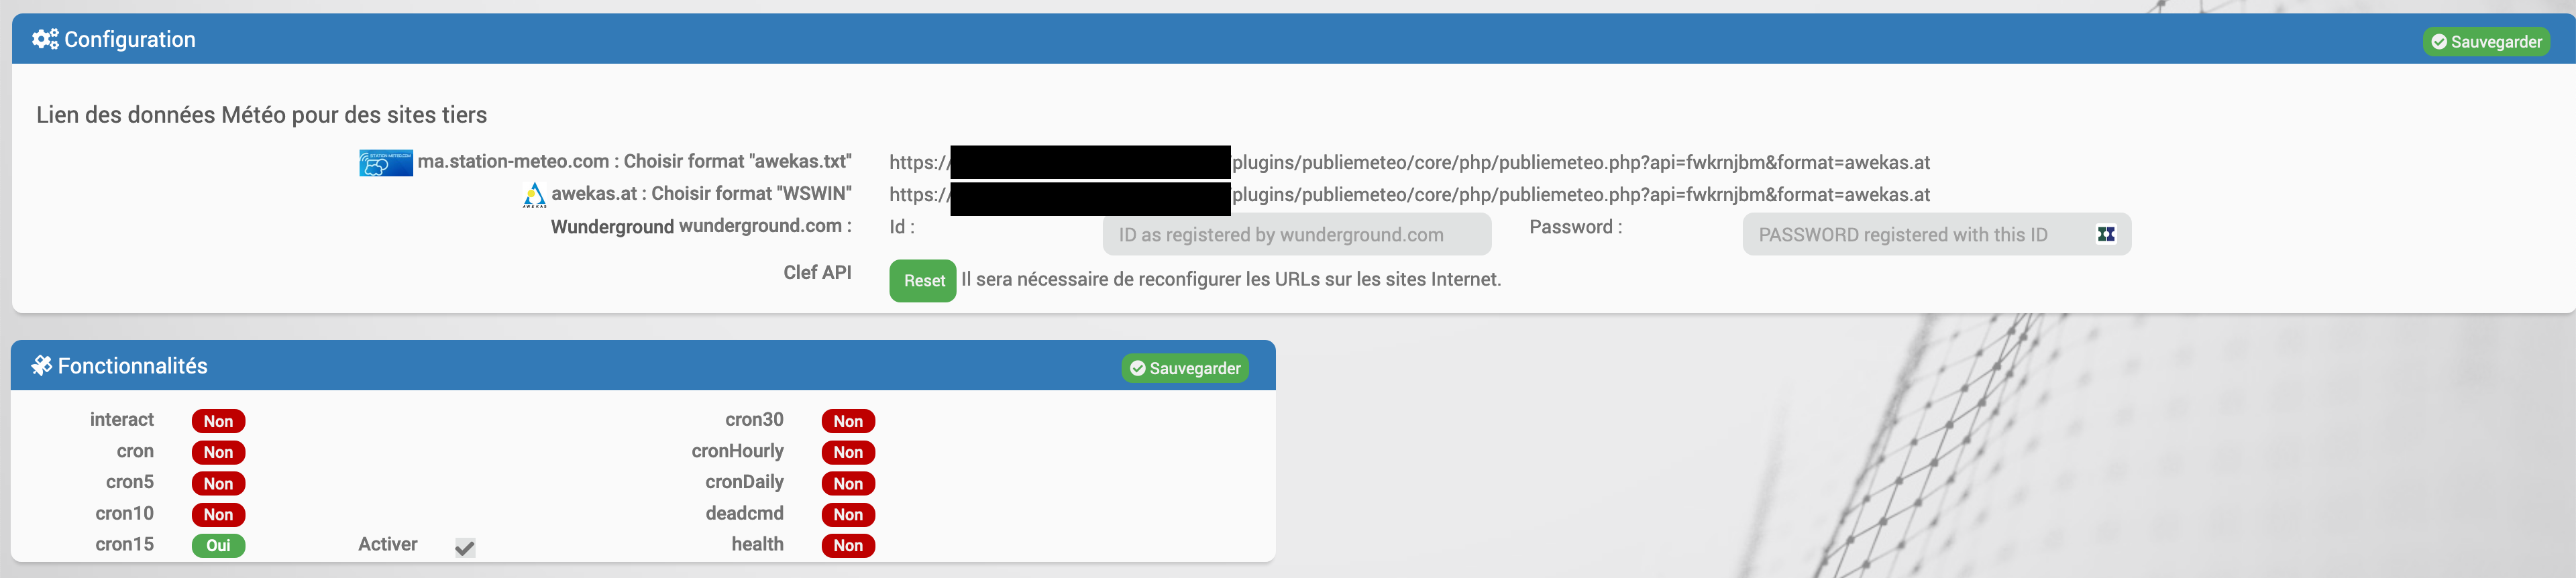 Configuration
Sauvegarder
Lien des données Météo pour des sites tiers
ma.station-meteo.com : Choisir format "awekas.txt" https:// plugins/publiemeteo/core/php/publiemeteo.php?api=fwkrnjbm&format=awekas.at
AWEKAS awekas.at : Choisir format "WSWIN" https:// plugins/publiemeteo/core/php/publiemeteo.php?api=fwkrnjbm&format=awekas.at
Wunderground wunderground.com : Id : ID as registered by wunderground.com Password : PASSWORD registered with this ID
Clef API Reset Il sera nécessaire de reconfigurer les URLs sur les sites Internet.
Fonctionnalités
Sauvegarder
interact Non cron30 Non
cron Non cronHourly Non
cron5 Non cronDaily Non
cron10 Non deadcmd Non
cron15 Oui Activer health Non